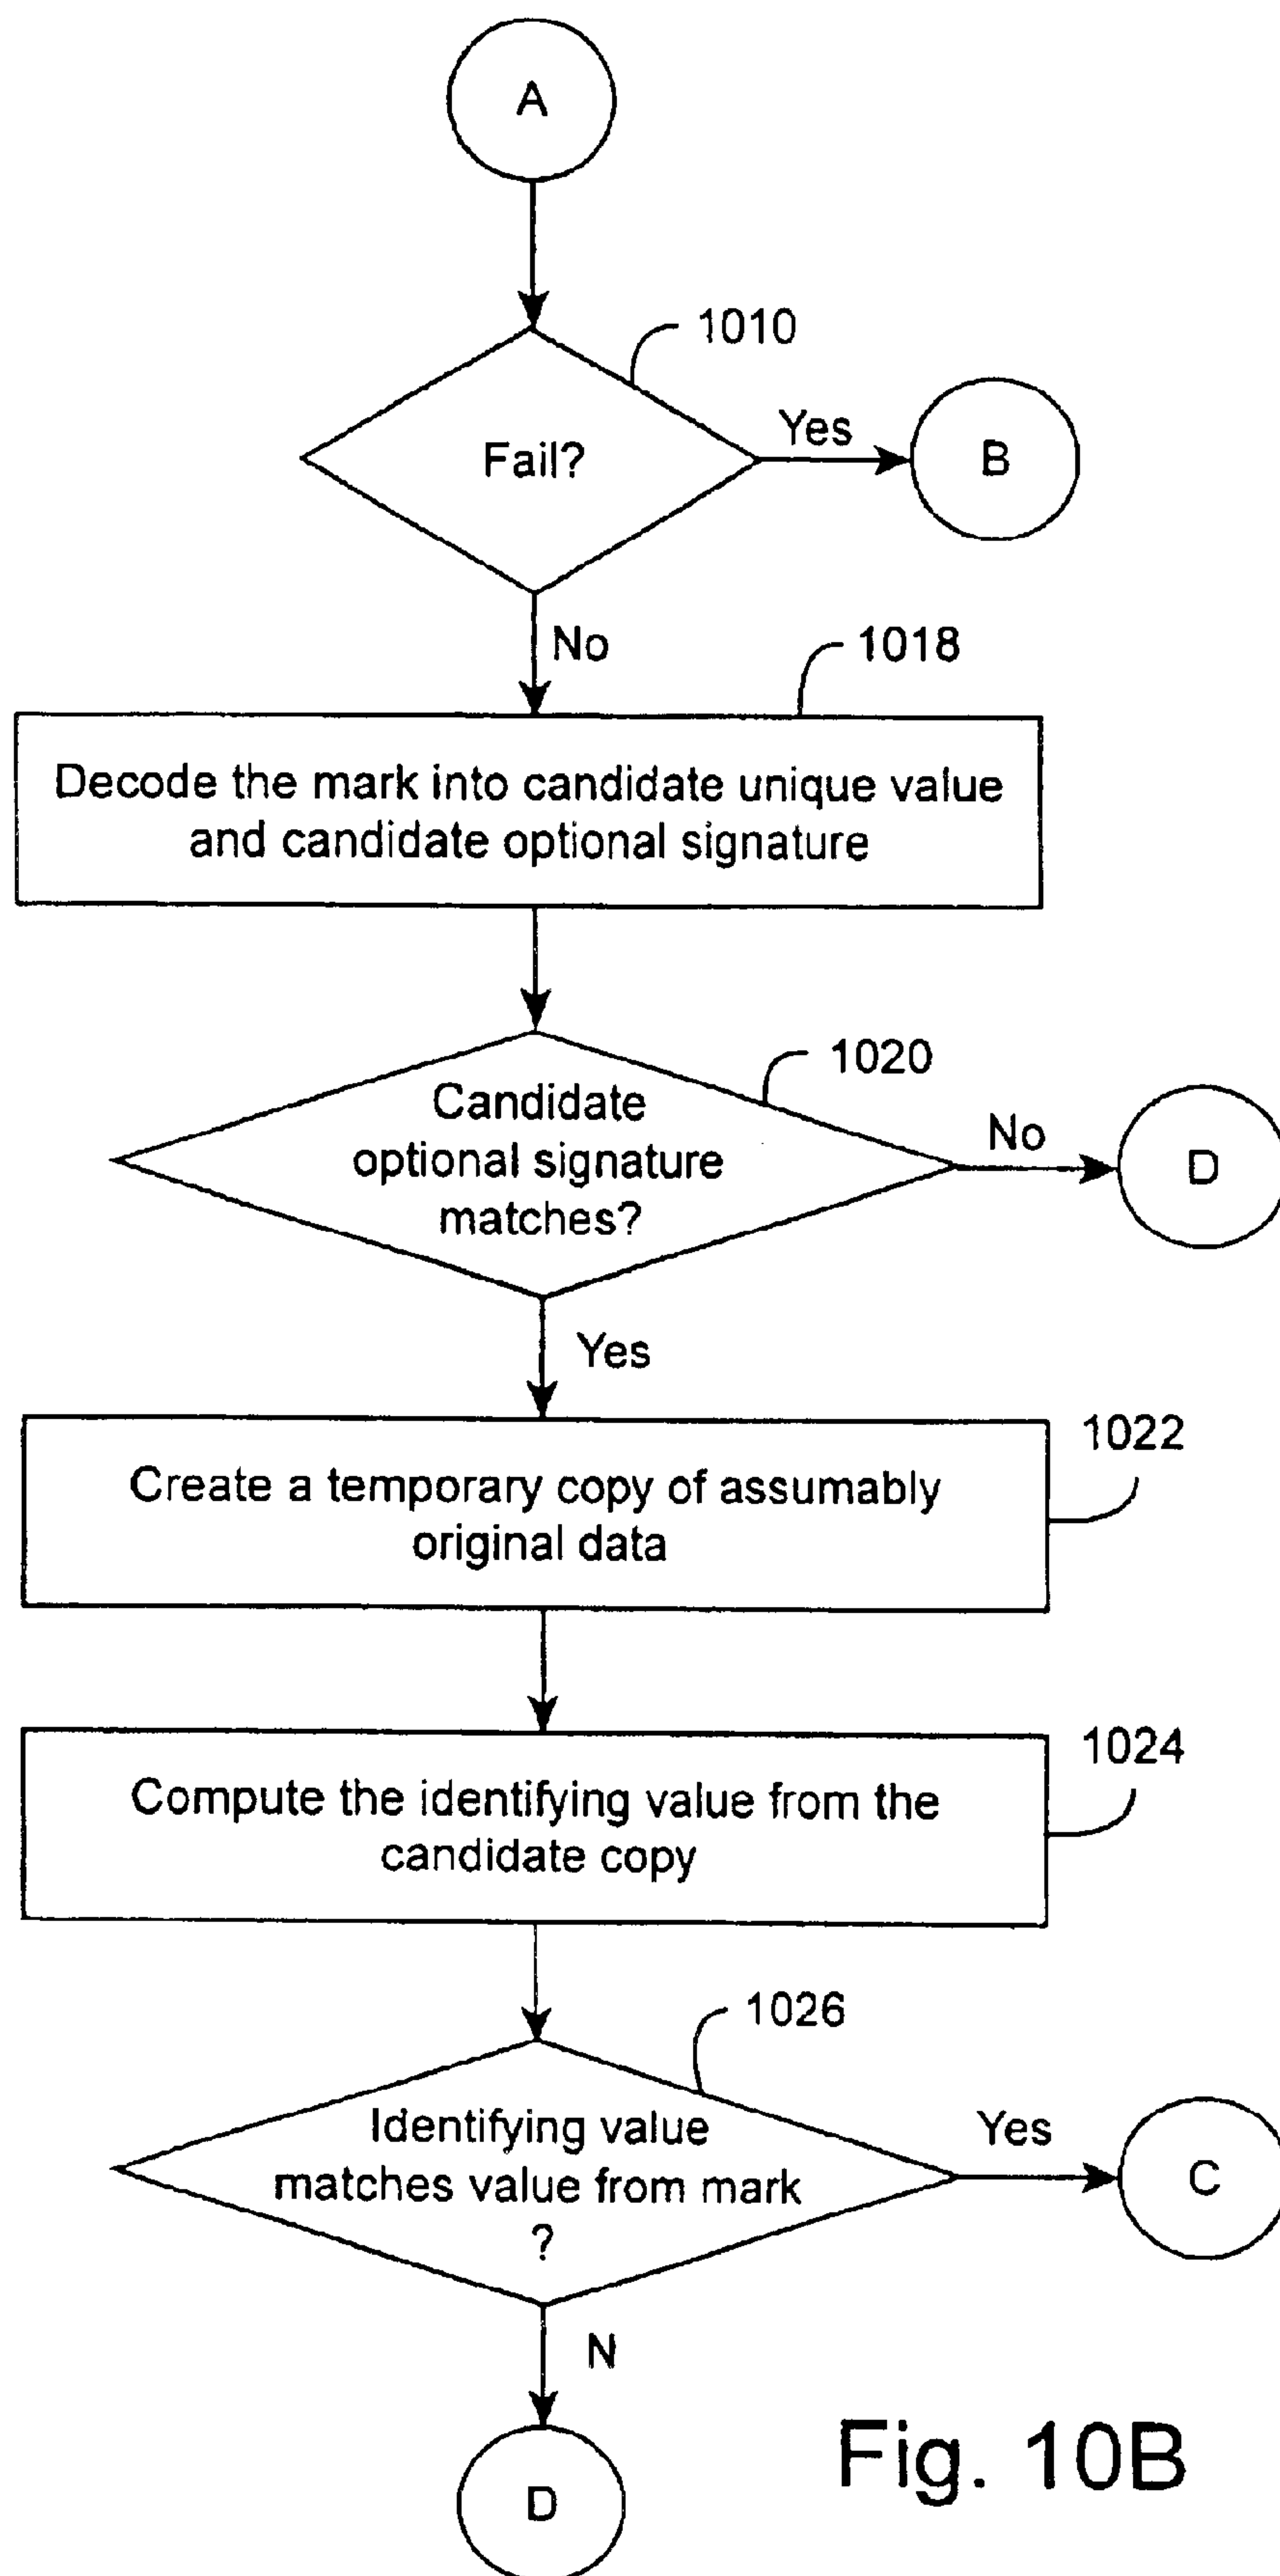 A
1010
Fail?
Yes
B
No
1018
Decode the mark into candidate unique value
and candidate optional signature
1020
Candidate
optional signature
matches?
No
D
Yes
1022
Create a temporary copy of assumably
original data
1024
Compute the identifying value from the
candidate copy
1026
Identifying value
matches value from mark
?
Yes
C
N
D
Fig. 10B